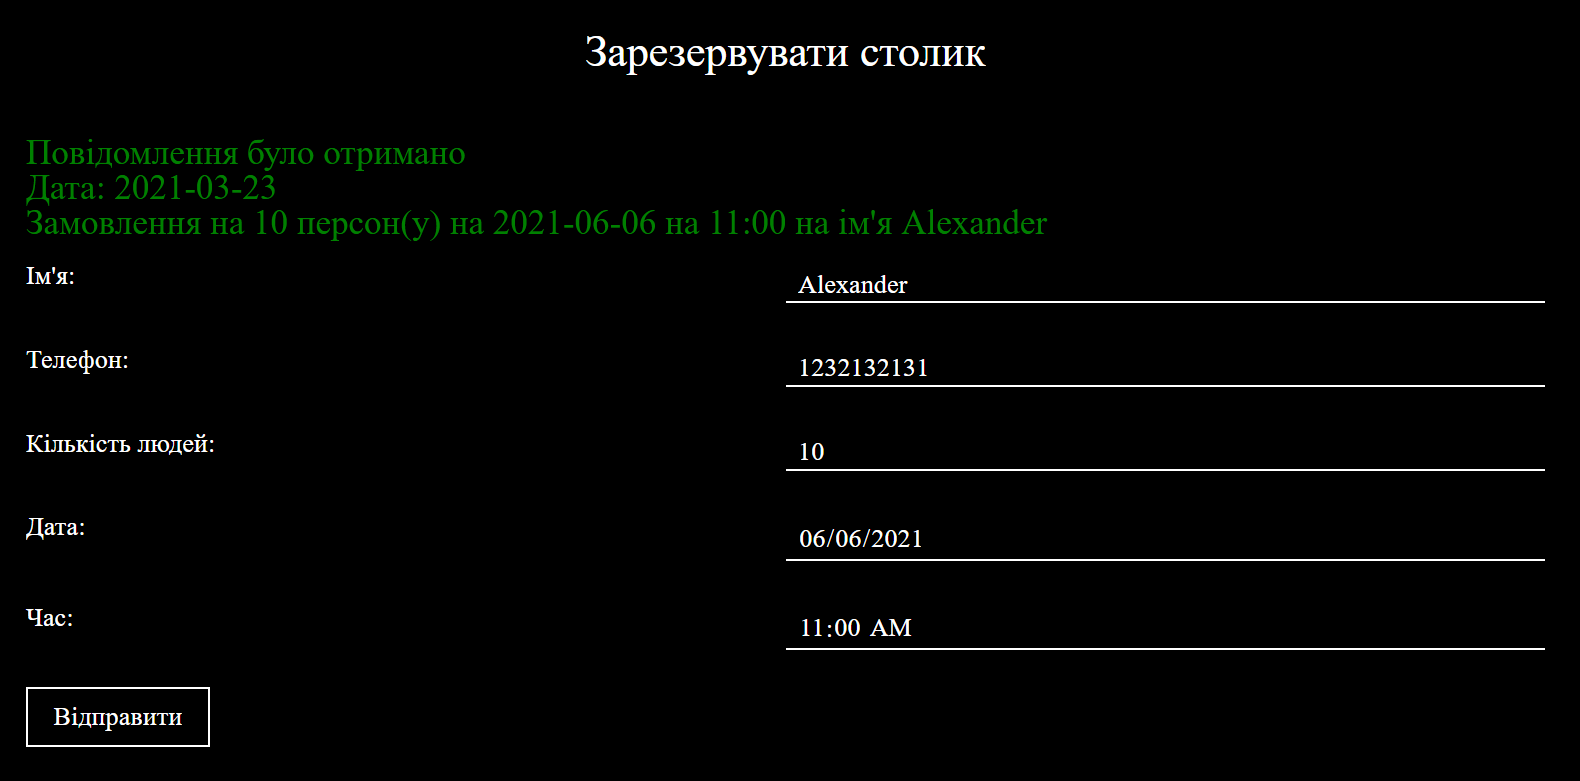 Зарезервувати столик
Повідомлення було отримано
Дата: 2021-03-23
Замовлення на 10 персон(у) на 2021-06-06 на 11:00 на ім'я Alexander
Ім'я:
Alexander
Телефон:
1232132131
Кількість людей:
10
Дата:
06/06/2021
Час:
11:00 AM
Відправити